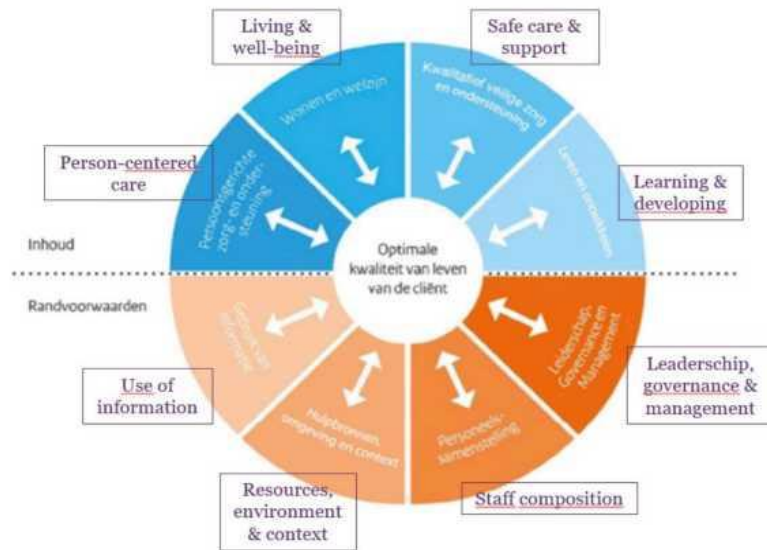 Living &
well-being
Safe care &
support
Wonen en welzijn
Kwalitatief veilige zorg
en ondersteuning
Person-centered
care
Persoonsgerichte
zorg- en onder-
steuning
Leren en ontwikkelen
Learning &
developing
Inhoud
Optimale
kwaliteit van leven
van de cliënt
Randvoorwaarden
Gebruik van
informatie
Leiderschap,
Governance en
Management
Use of
information
Leaderschip,
governance &
management
Hulpbronnen,
omgeving en context
Personeels-
samenstelling
Resources,
environment
& context
Staff composition